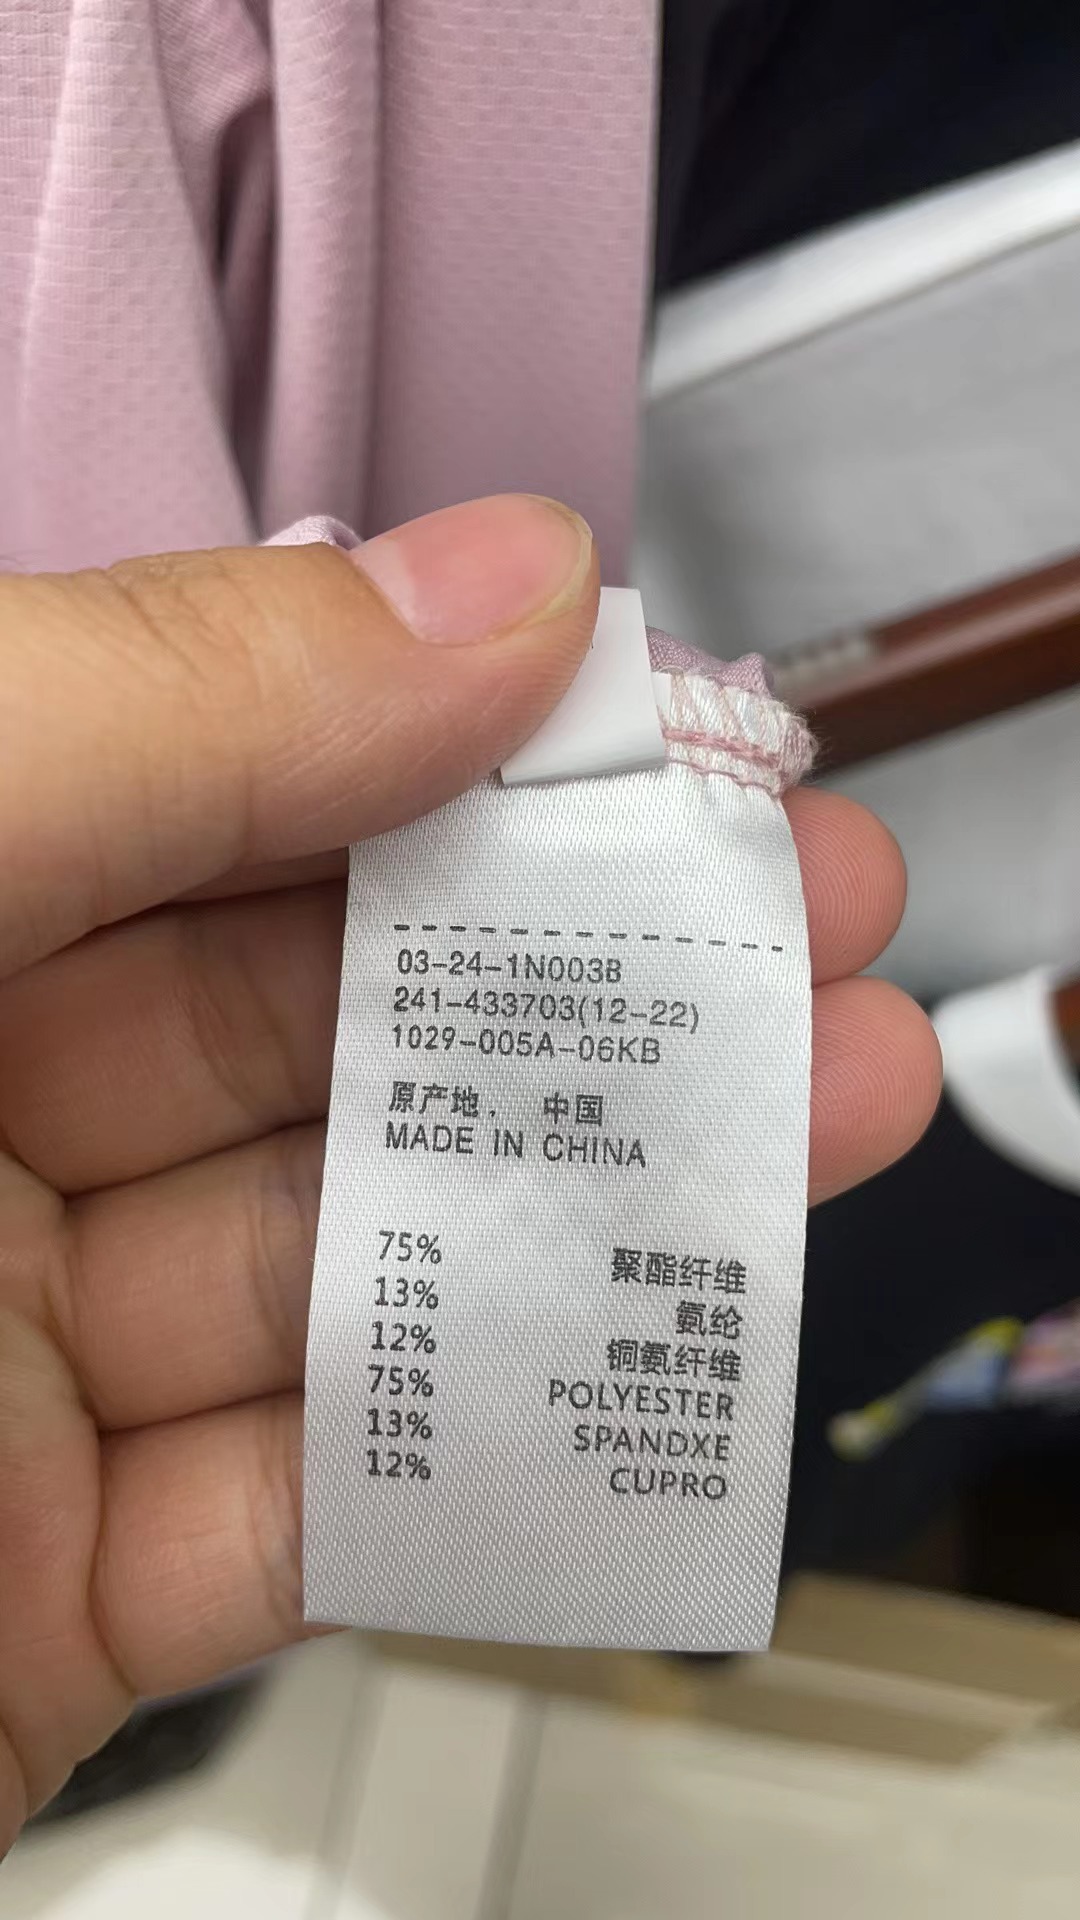 03-24-1N003B
241-433703(12-22)
1029-005A-06KB
原产地. 中国
MADE IN CHINA
75% 聚酯纤维
13% 氨纶
12% 铜氨纤维
75% POLYESTER
13% SPANDXE
12% CUPRO